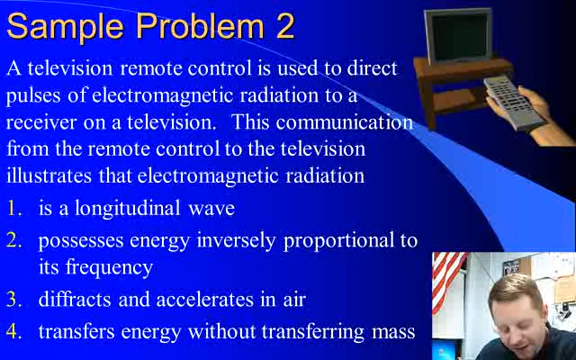 Sample Problem 2
A television remote control is used to direct
pulses of electromagnetic radiation to a
receiver on a television. This communication
from the remote control to the television
illustrates that electromagnetic radiation
1. is a longitudinal wave
2. possesses energy inversely proportional to
its frequency
3. diffracts and accelerates in air
4. transfers energy without transferring mass